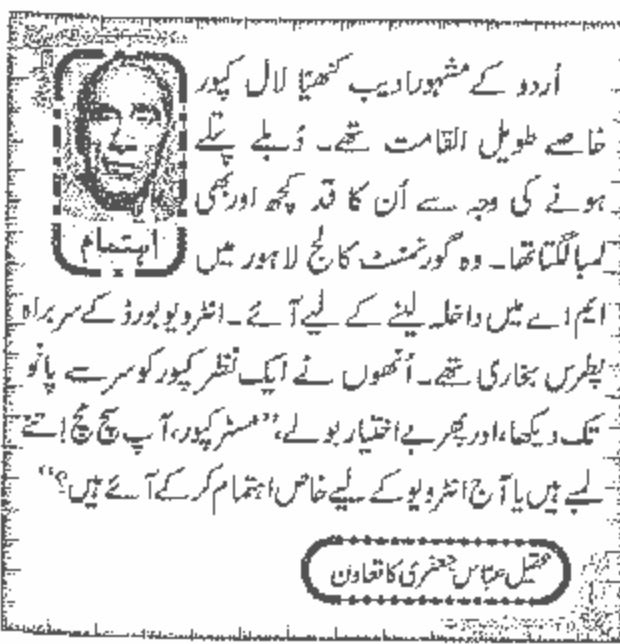 اہتمام
اُردو کے مشہور ادیب کنھیّا لال کپور
خاصے طویل القامت تھے۔ دُبلے پتلے
ہونے کی وجہ سے اُن کا قد کچھ اور بھی
لمبا لگتا تھا۔ وہ گورنمنٹ کالج لاہور میں
ایم اے میں داخلہ لینے کے لیے آئے۔ انٹرویو بورڈ کے سربراہ
پطرس بخاری تھے۔ اُنھوں نے ایک نظر کپور کو سر سے پانو
تک دیکھا، اور پھر بے اختیار بولے، ’’مسٹر کپور، آپ سچ مچ اتنے
لمبے ہیں یا آج انٹرویو کے لیے خاص اہتمام کر کے آئے ہیں؟‘‘
عقیل عبّاس جعفری کا تعاون